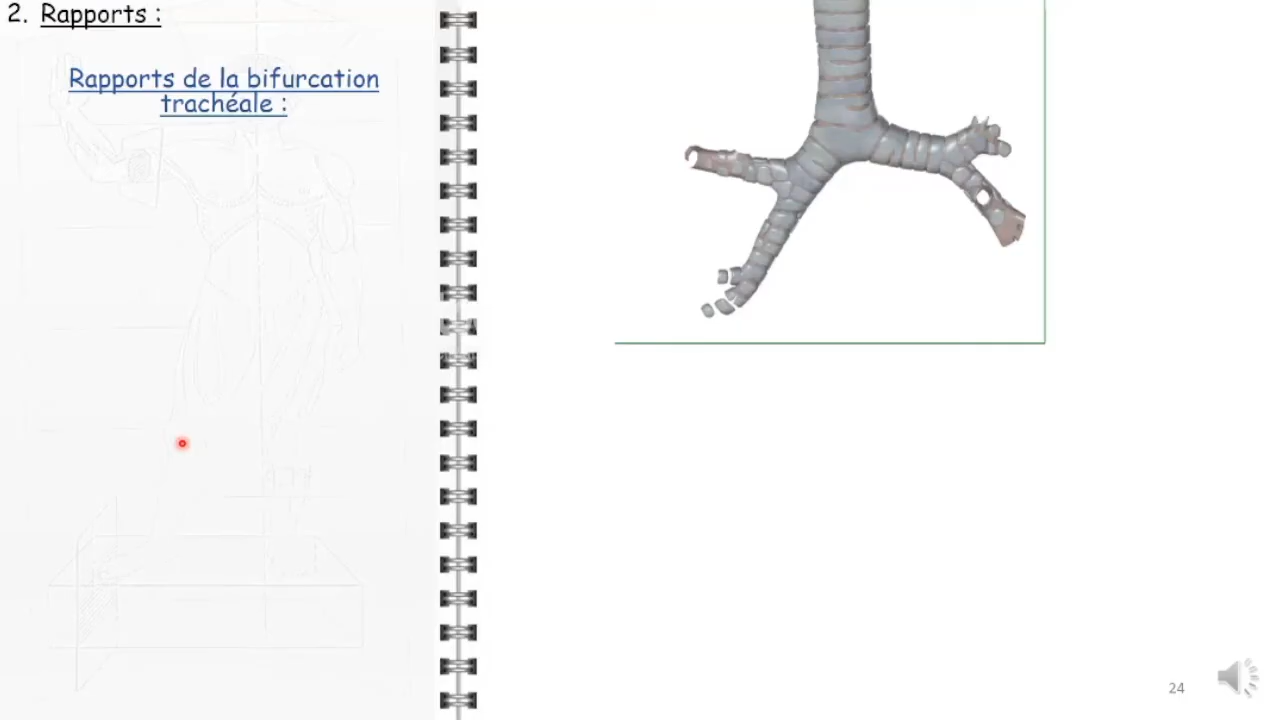 2. Rapports :
Rapports de la bifurcation
trachéale :
24